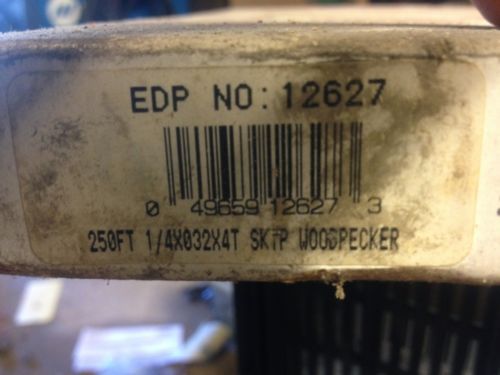 EDP NO: 12627
0 49659 12627 3
250FT 1/4X032X4T SKIP WOODPECKER